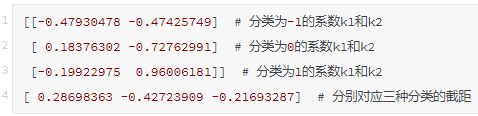 1 [[-0.47930478 -0.47425749]  # 分类为-1的系数k1和k2
2  [ 0.18376302 -0.72762991]  # 分类为0的系数k1和k2
3  [-0.19922975  0.96006181]]  # 分类为1的系数k1和k2
4 [ 0.28698363 -0.42723909 -0.21693287]  # 分别对应三种分类的截距